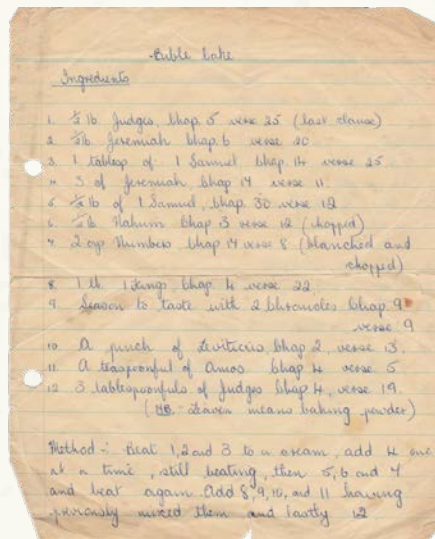 Bible Cake
Ingredients
1. ½ lb. Judges, Chap. 5 verse 25 (last clause)
2. ½ lb Jeremiah Chap. 6 verse 20
3. 1 tablesp of 1 Samuel Chap. 14 verse 25.
4. 3 of Jeremiah Chap 17 verse 11
5. ½ lb of 1 Samuel, Chap. 30 verse 12
6. ½ lb Nahum Chap 3 verse 12 (chopped)
7. 2 oz Numbers Chap 17 verse 8 (blanched and
chopped)
8. 1 lb 1 Kings, Chap 4 verse 22
9. Season to taste with 2 Chronicles Chap. 9
verse 9
10. A pinch of Leviticus, Chap 2, verse 13.
11. A teaspoonful of Amos Chap 4 verse 5
12. 3 tablespoonfuls of Judges Chap 4, verse 19.
(NB. - Leaven means baking powder)
Method :- Beat 1, 2 and 3 to a cream, add 4 one
at a time, still beating, then 5, 6 and 7
and beat again. Add 8, 9, 10, and 11 having
previously mixed them and lastly 12